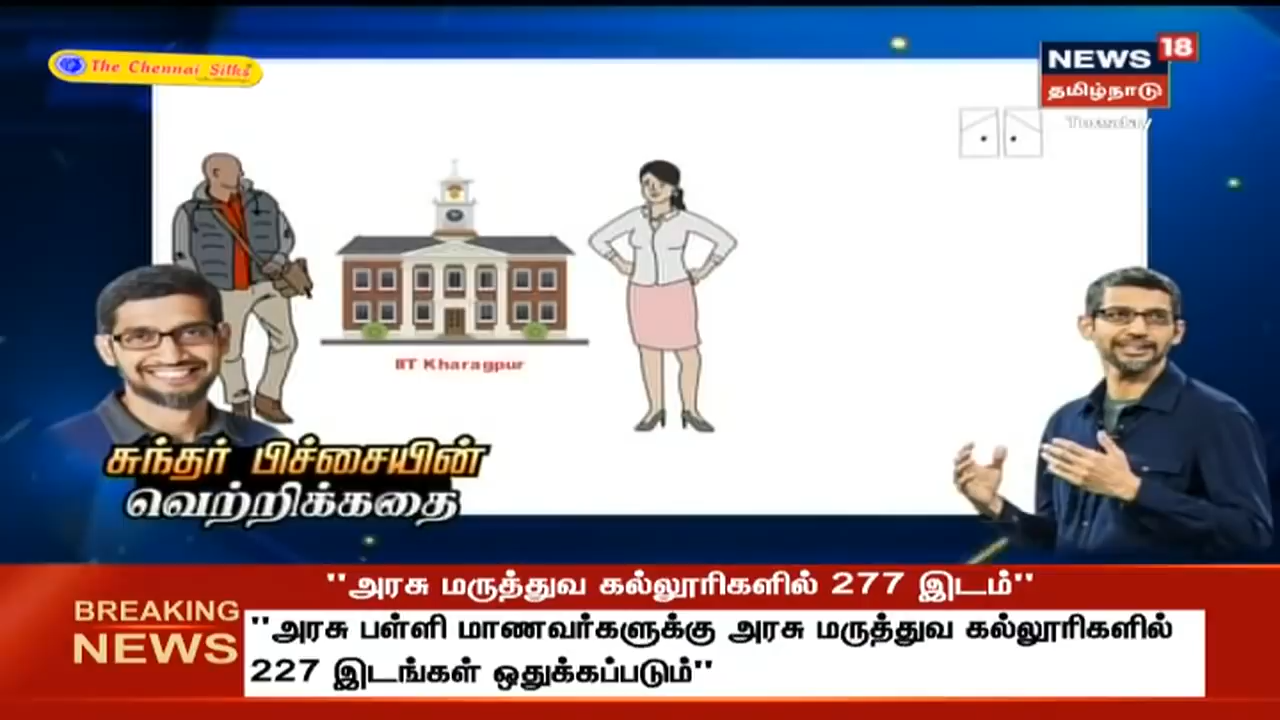 The Chennai Silks
NEWS 18
தமிழ்நாடு
Tuesday
IIT Kharagpur
சுந்தர் பிச்சையின்
வெற்றிக்கதை
"அரசு மருத்துவ கல்லூரிகளில் 277 இடம்"
BREAKING
NEWS
"அரசு பள்ளி மாணவர்களுக்கு அரசு மருத்துவ கல்லூரிகளில்
227 இடங்கள் ஒதுக்கப்படும்"